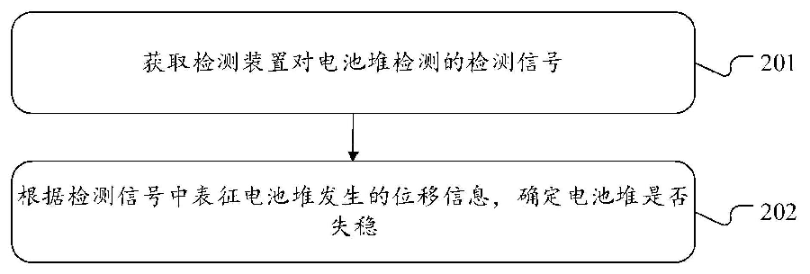 获取检测装置对电池堆检测的检测信号
201
根据检测信号中表征电池堆发生的位移信息，确定电池堆是否
失稳
202